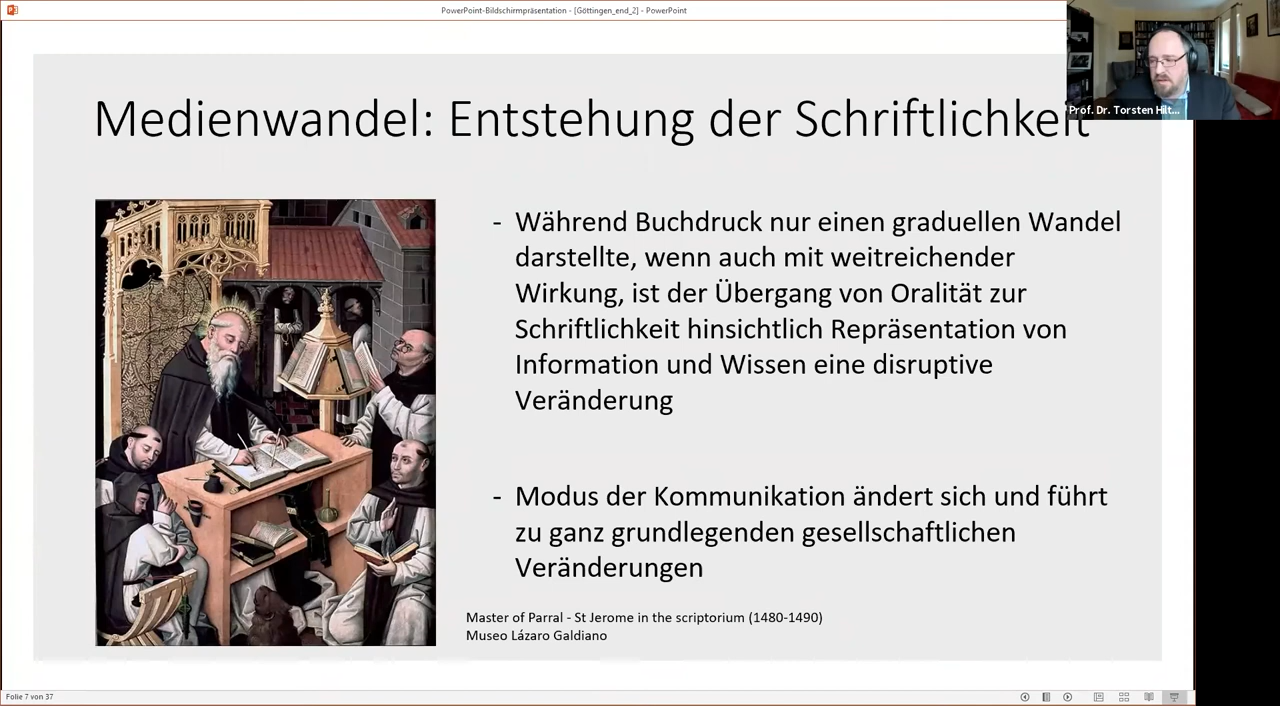 PowerPoint-Bildschirmpräsentation - [Göttingen_end_2] - PowerPoint
Prof. Dr. Torsten Hilt...
Medienwandel: Entstehung der Schriftlichkeit
- Während Buchdruck nur einen graduellen Wandel
darstellte, wenn auch mit weitreichender
Wirkung, ist der Übergang von Oralität zur
Schriftlichkeit hinsichtlich Repräsentation von
Information und Wissen eine disruptive
Veränderung
- Modus der Kommunikation ändert sich und führt
zu ganz grundlegenden gesellschaftlichen
Veränderungen
Master of Parral - St Jerome in the scriptorium (1480-1490)
Museo Lázaro Galdiano
Folie 7 von 37